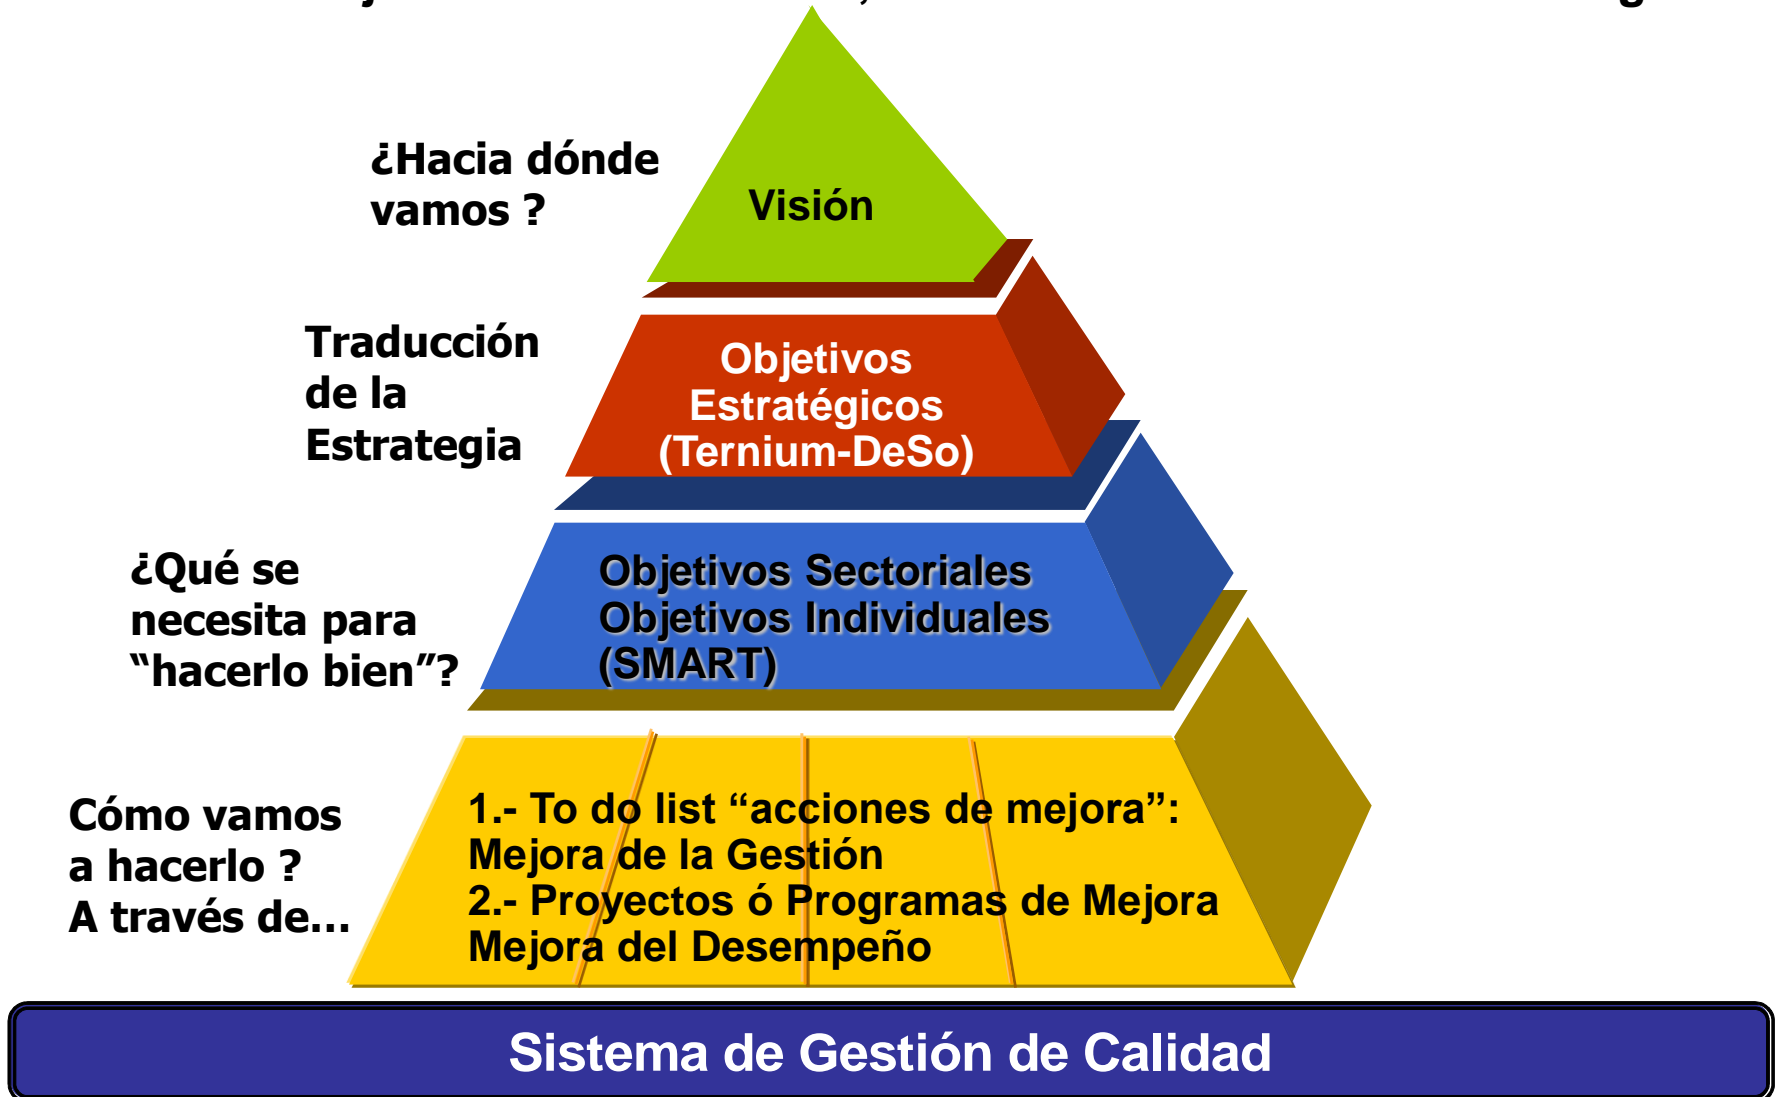 ¿Hacia dónde
vamos ?
Visión
Traducción
de la
Estrategia
Objetivos
Estratégicos
(Ternium-DeSo)
¿Qué se
necesita para
“hacerlo bien”?
Objetivos Sectoriales
Objetivos Individuales
(SMART)
Cómo vamos
a hacerlo ?
A través de...
1.- To do list “acciones de mejora”:
Mejora de la Gestión
2.- Proyectos ó Programas de Mejora
Mejora del Desempeño
Sistema de Gestión de Calidad